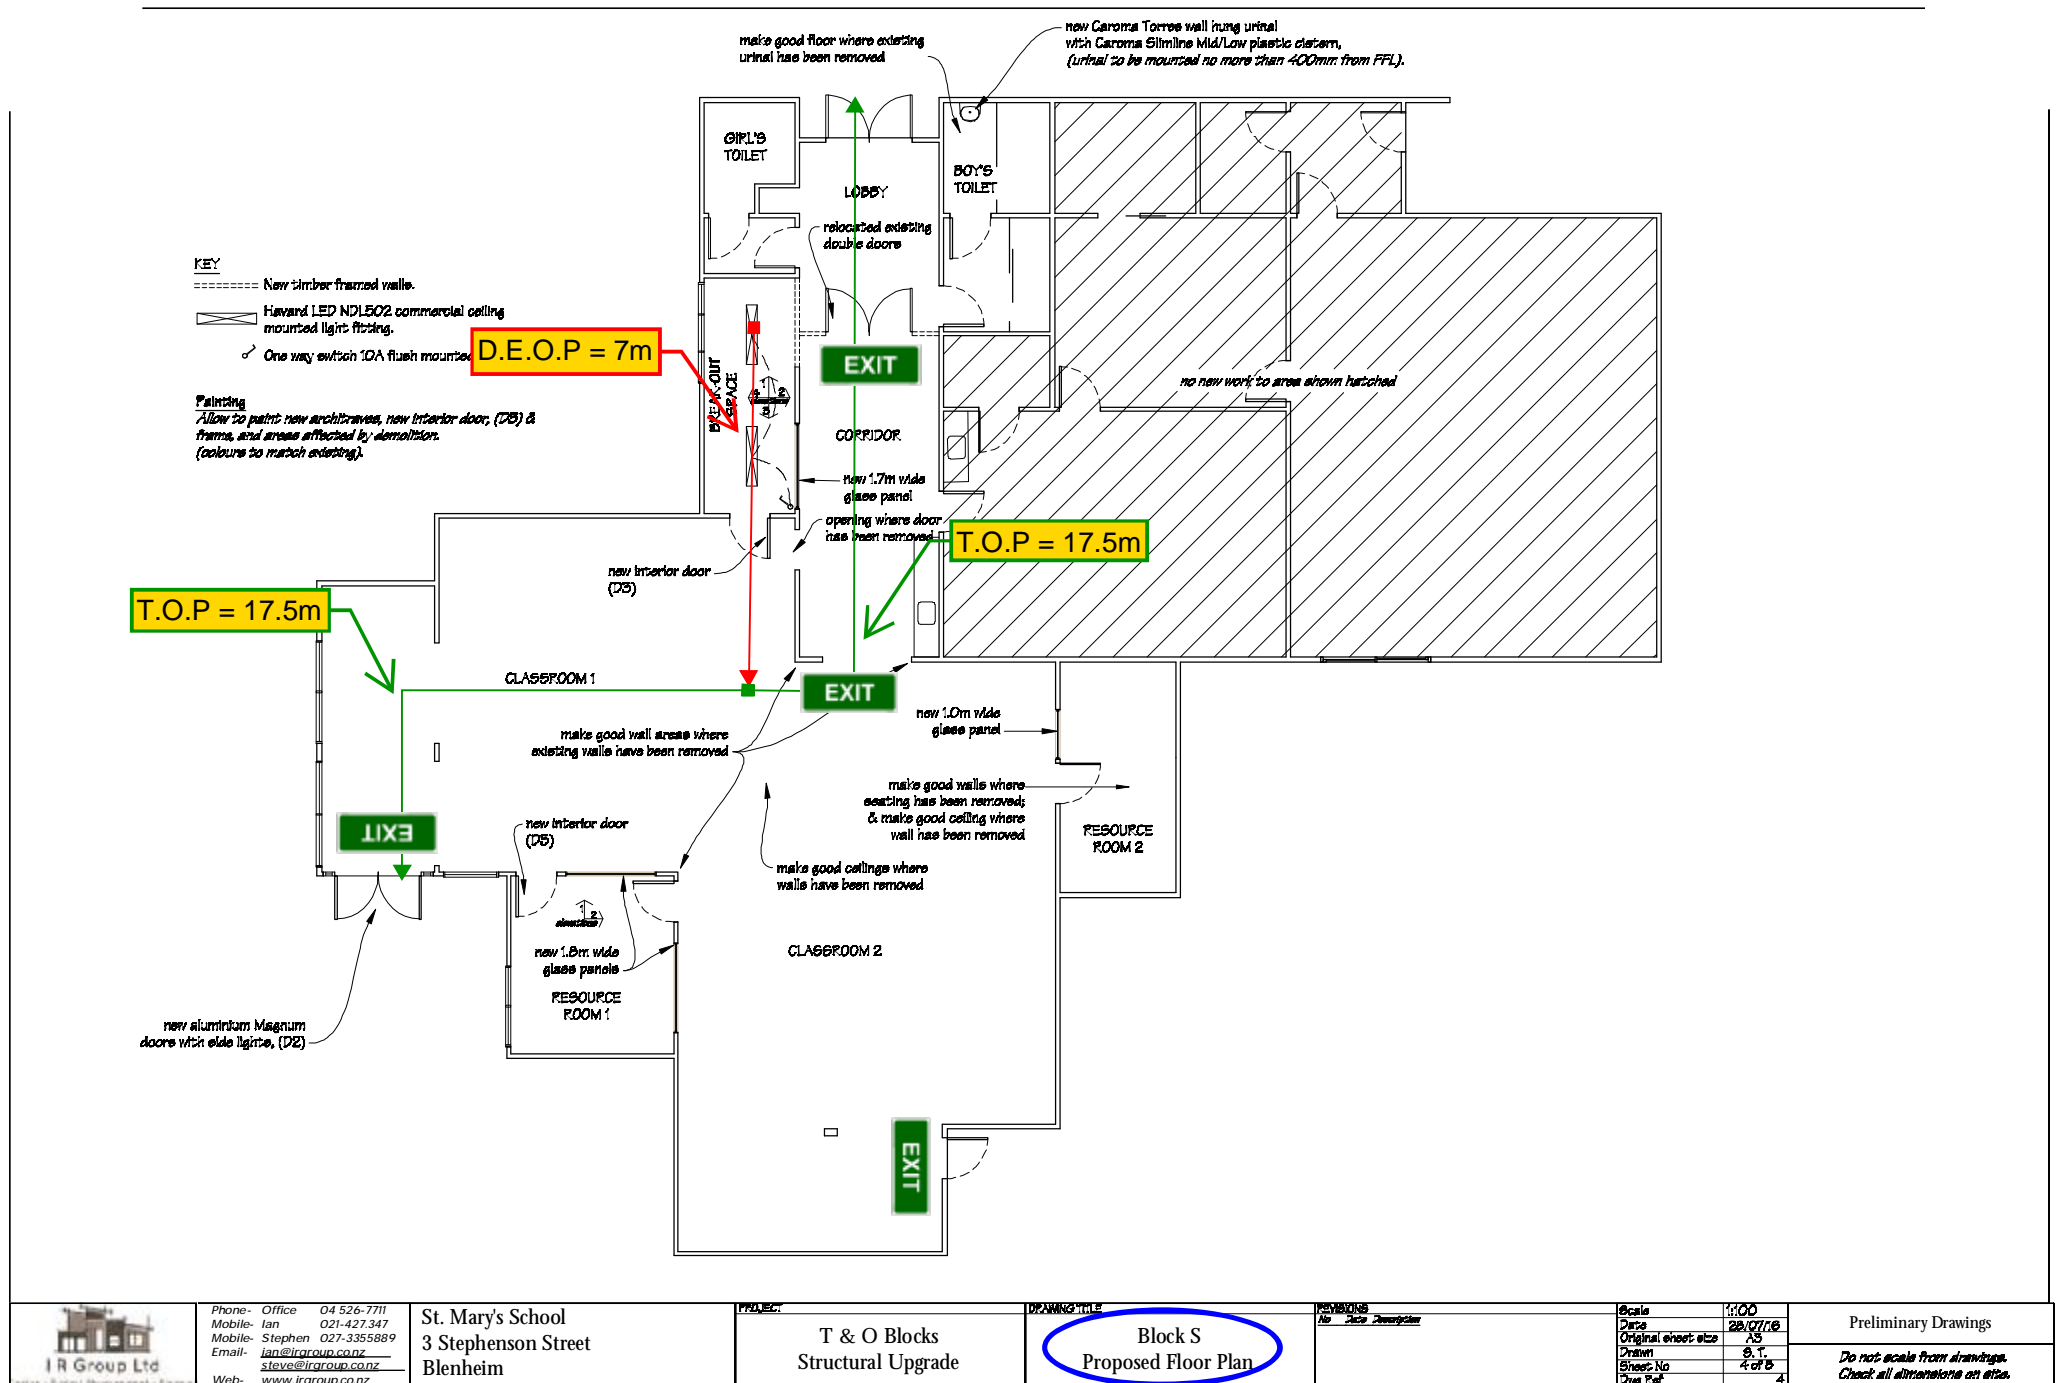 make good floor where existing
urinal has been removed
new Caroma Torres wall hung urinal
with Caroma Slimline Mid/Low plastic cistern,
(urinal to be mounted no more than 400mm from FFL).
GIRL'S
TOILET
LOBBY
BOY'S
TOILET
relocated existing
double doors
KEY
New timber framed walls.
Havard LED NDL502 commercial ceiling
mounted light fitting.
One way switch 10A flush mounted
D.E.O.P = 7m
Painting
Allow to paint new architraves, new interior door, (D3) &
frame, and areas affected by demolition.
(colours to match existing).
BREAK-OUT
SPACE
EXIT
no new work to area shown hatched
CORRIDOR
new 1.7m wide
glass panel
opening where door
has been removed
T.O.P = 17.5m
new interior door
(D3)
T.O.P = 17.5m
CLASSROOM 1
EXIT
make good wall areas where
existing walls have been removed
new 1.0m wide
glass panel
make good walls where
seating has been removed;
& make good ceiling where
wall has been removed
RESOURCE
ROOM 2
EXIT
new interior door
(D5)
make good ceilings where
walls have been removed
1
2
elevations
new 1.8m wide
glass panels
CLASSROOM 2
RESOURCE
ROOM 1
new aluminium Magnum
doors with side lights, (D2)
EXIT
I R Group Ltd
Phone- Office 04 526-7711
Mobile- Ian 021-427.347
Mobile- Stephen 027-3355889
Email- ian@irgroup.co.nz
steve@irgroup.co.nz
Web- www.irgroup.co.nz
St. Mary's School
3 Stephenson Street
Blenheim
PROJECT
T & O Blocks
Structural Upgrade
DRAWING TITLE
Block S
Proposed Floor Plan
REVISIONS
No Date Description
Scale 1:100
Date 28/07/16
Original sheet size A3
Drawn S. T.
Sheet No 4 of 8
Dwg Ref 4
Preliminary Drawings
Do not scale from drawings.
Check all dimensions on site.